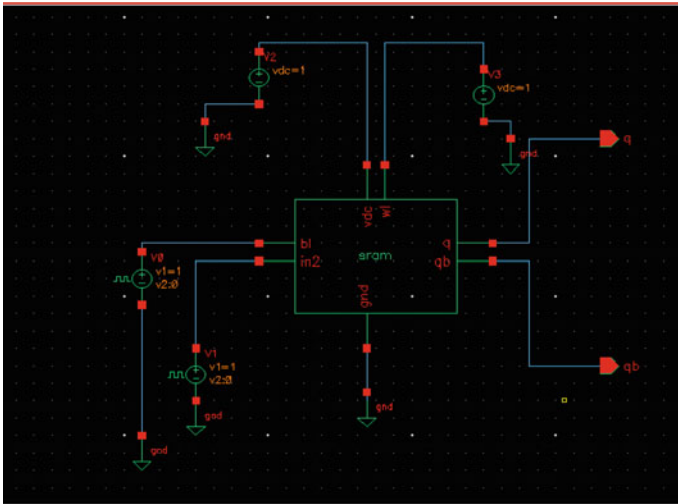 V2
vdc=1
V3
vdc=1
gnd
q
gnd
vdc
wl
bl
q
sram
in2
qb
V0
v1=1
v2:0
gnd
V1
v1=1
v2:0
qb
gnd
gnd
gnd